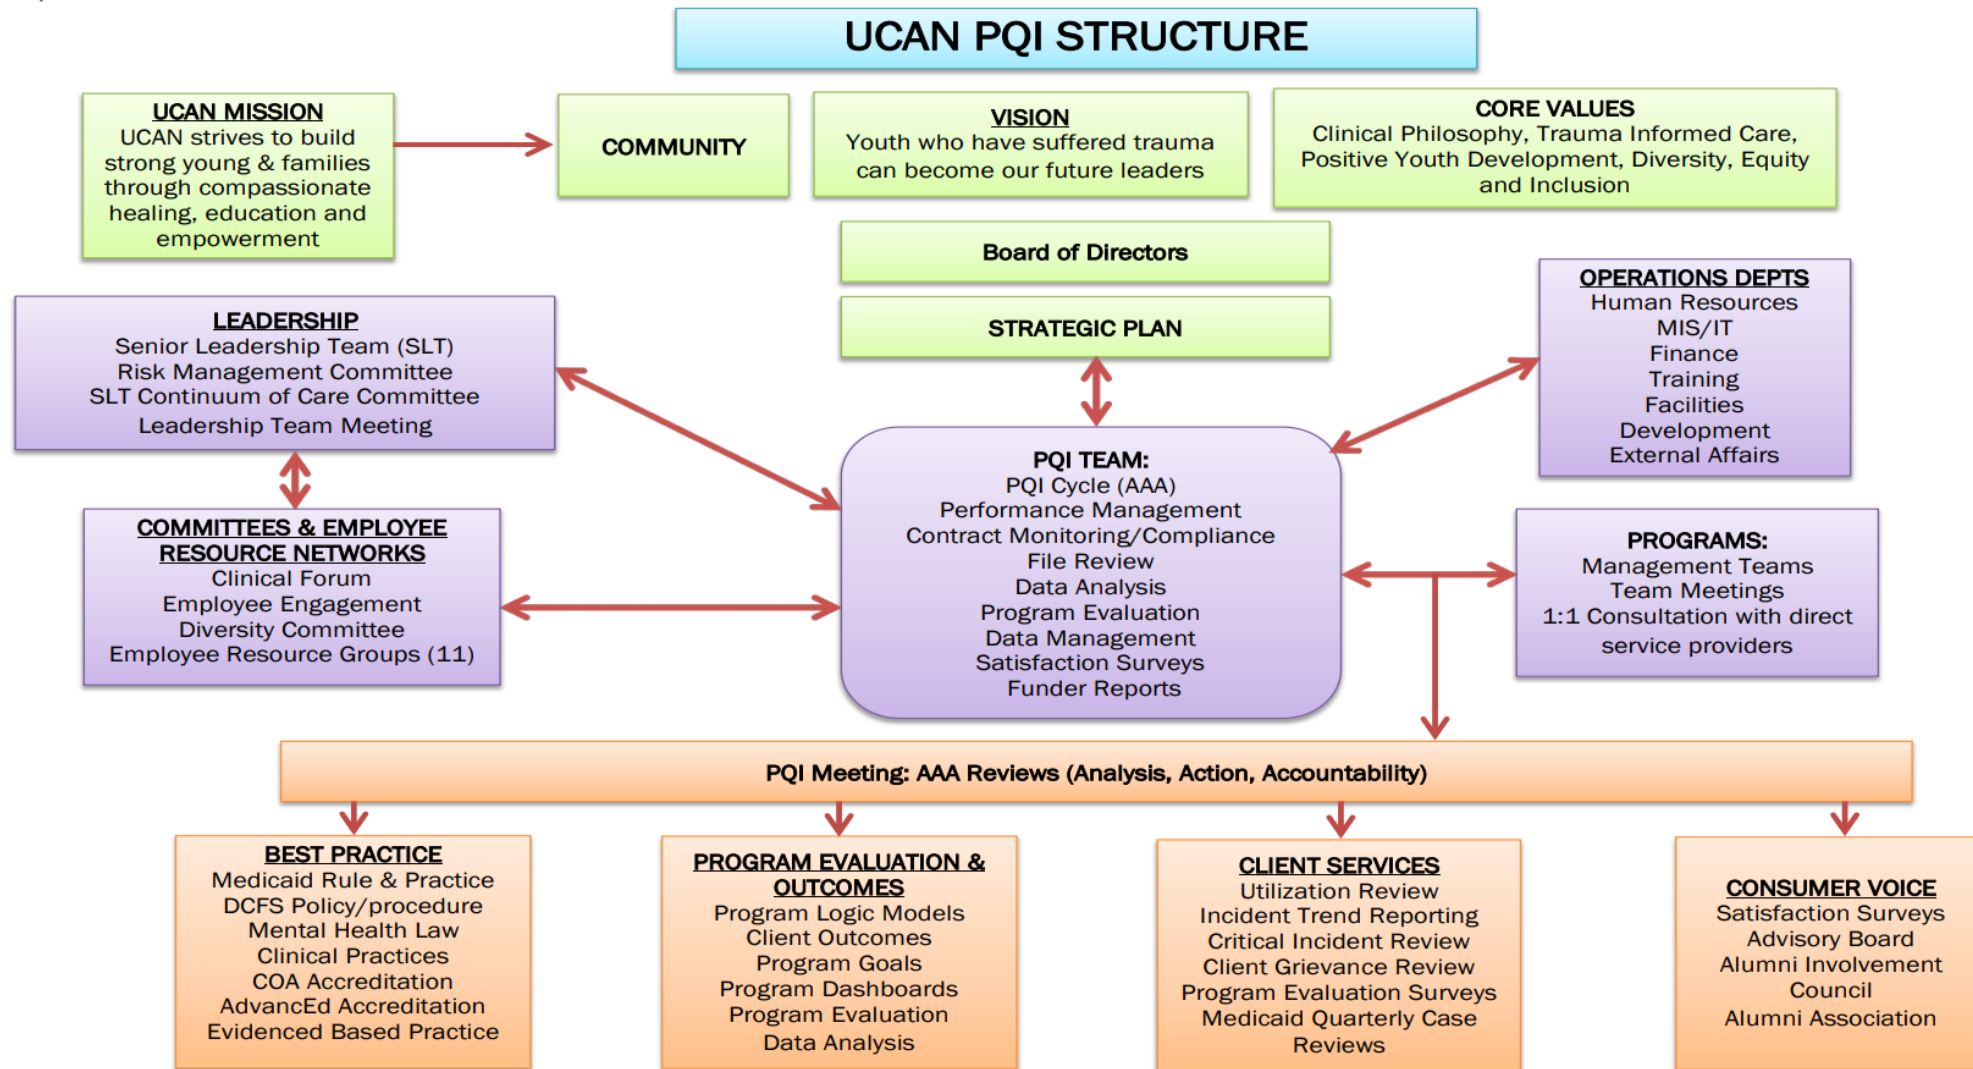 UCAN PQI STRUCTURE
UCAN MISSION
UCAN strives to build
strong young & families
through compassionate
healing, education and
empowerment
COMMUNITY
VISION
Youth who have suffered trauma
can become our future leaders
CORE VALUES
Clinical Philosophy, Trauma Informed Care,
Positive Youth Development, Diversity, Equity
and Inclusion
Board of Directors
STRATEGIC PLAN
LEADERSHIP
Senior Leadership Team (SLT)
Risk Management Committee
SLT Continuum of Care Committee
Leadership Team Meeting
OPERATIONS DEPTS
Human Resources
MIS/IT
Finance
Training
Facilities
Development
External Affairs
COMMITTEES & EMPLOYEE
RESOURCE NETWORKS
Clinical Forum
Employee Engagement
Diversity Committee
Employee Resource Groups (11)
PQI TEAM:
PQI Cycle (AAA)
Performance Management
Contract Monitoring/Compliance
File Review
Data Analysis
Program Evaluation
Data Management
Satisfaction Surveys
Funder Reports
PROGRAMS:
Management Teams
Team Meetings
1:1 Consultation with direct
service providers
PQI Meeting: AAA Reviews (Analysis, Action, Accountability)
BEST PRACTICE
Medicaid Rule & Practice
DCFS Policy/procedure
Mental Health Law
Clinical Practices
COA Accreditation
AdvancEd Accreditation
Evidenced Based Practice
PROGRAM EVALUATION &
OUTCOMES
Program Logic Models
Client Outcomes
Program Goals
Program Dashboards
Program Evaluation
Data Analysis
CLIENT SERVICES
Utilization Review
Incident Trend Reporting
Critical Incident Review
Client Grievance Review
Program Evaluation Surveys
Medicaid Quarterly Case
Reviews
CONSUMER VOICE
Satisfaction Surveys
Advisory Board
Alumni Involvement
Council
Alumni Association